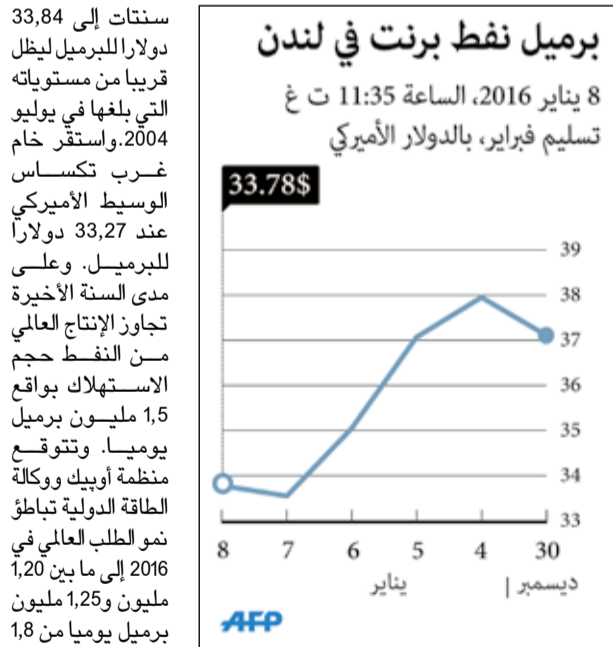 برميل نفط برنت في لندن
8 يناير 2016، الساعة 11:35 ت غ
تسليم فبراير، بالدولار الأميركي
33.78$
39
38
37
36
35
34
33
30 4 5 6 7 8
ديسمبر | يناير
AFP
سنتات إلى 33,84
دولارا للبرميل ليظل
قريبا من مستوياته
التي بلغها في يوليو
2004.واستقر خام
غرب تكساس
الوسيط الأميركي
عند 33,27 دولارا
للبرميل. وعلى
مدى السنة الأخيرة
تجاوز الإنتاج العالمي
من النفط حجم
الاستهلاك بواقع
1,5 مليون برميل
يوميا. وتتوقع
منظمة أوبيك ووكالة
الطاقة الدولية تباطؤ
نمو الطلب العالمي في
2016 إلى ما بين 1,20
مليون و1,25 مليون
برميل يوميا من 1,8